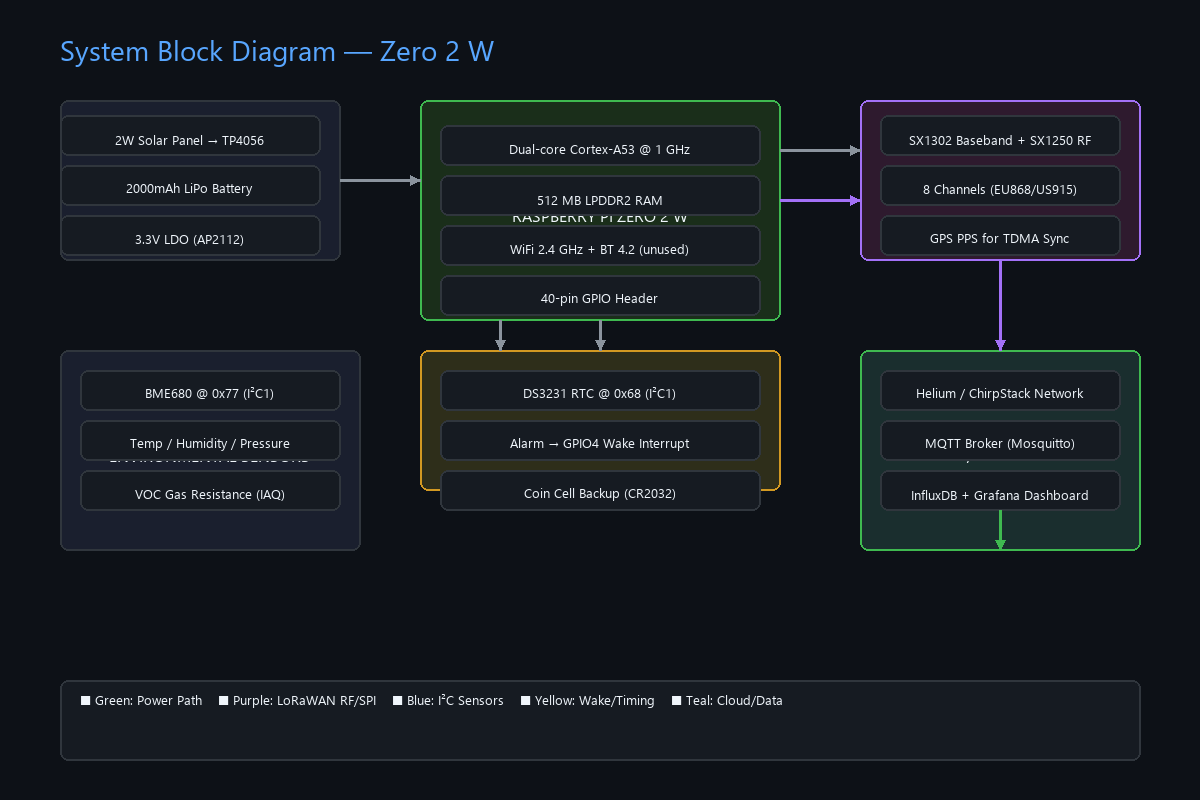 System Block Diagram — Zero 2 W
2W Solar Panel → TP4056
2000mAh LiPo Battery
3.3V LDO (AP2112)
Dual-core Cortex-A53 @ 1 GHz
512 MB LPDDR2 RAM
RASPBERRY PI ZERO 2 W
WiFi 2.4 GHz + BT 4.2 (unused)
40-pin GPIO Header
SX1302 Baseband + SX1250 RF
8 Channels (EU868/US915)
GPS PPS for TDMA Sync
BME680 @ 0x77 (I²C1)
Temp / Humidity / Pressure
VOC Gas Resistance (IAQ)
DS3231 RTC @ 0x68 (I²C1)
Alarm → GPIO4 Wake Interrupt
Coin Cell Backup (CR2032)
Helium / ChirpStack Network
MQTT Broker (Mosquitto)
InfluxDB + Grafana Dashboard
■ Green: Power Path ■ Purple: LoRaWAN RF/SPI ■ Blue: I²C Sensors ■ Yellow: Wake/Timing ■ Teal: Cloud/Data